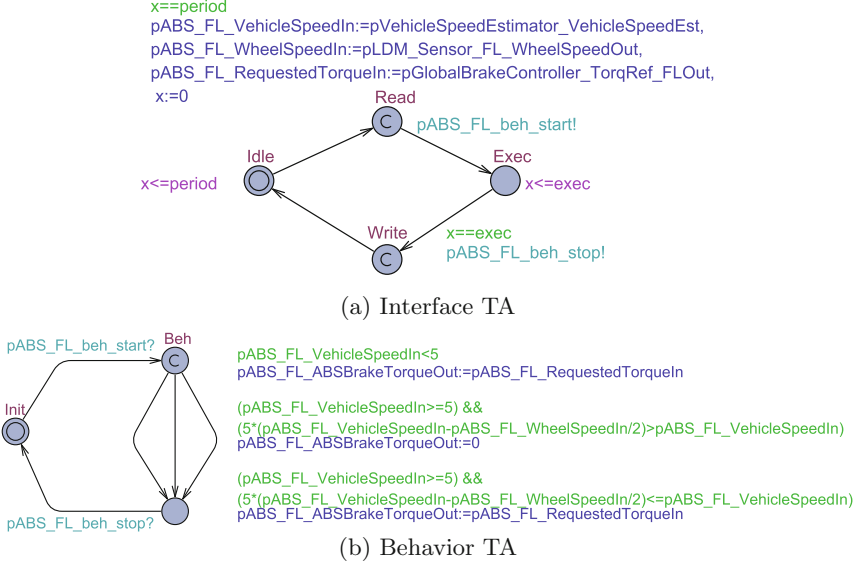 x==period
pABS_FL_VehicleSpeedIn:=pVehicleSpeedEstimator_VehicleSpeedEst,
pABS_FL_WheelSpeedIn:=pLDM_Sensor_FL_WheelSpeedOut,
pABS_FL_RequestedTorqueIn:=pGlobalBrakeController_TorqRef_FLOut,
x:=0
Read
C
pABS_FL_beh_start!
Idle
Exec
x<=period
x<=exec
Write
C
x==exec
pABS_FL_beh_stop!
(a) Interface TA
pABS_FL_beh_start?
Beh
C
Init
pABS_FL_beh_stop?
pABS_FL_VehicleSpeedIn<5
pABS_FL_ABSBrakeTorqueOut:=pABS_FL_RequestedTorqueIn
(pABS_FL_VehicleSpeedIn>=5) &&
(5*(pABS_FL_VehicleSpeedIn-pABS_FL_WheelSpeedIn/2)>pABS_FL_VehicleSpeedIn)
pABS_FL_ABSBrakeTorqueOut:=0
(pABS_FL_VehicleSpeedIn>=5) &&
(5*(pABS_FL_VehicleSpeedIn-pABS_FL_WheelSpeedIn/2)<=pABS_FL_VehicleSpeedIn)
pABS_FL_ABSBrakeTorqueOut:=pABS_FL_RequestedTorqueIn
(b) Behavior TA